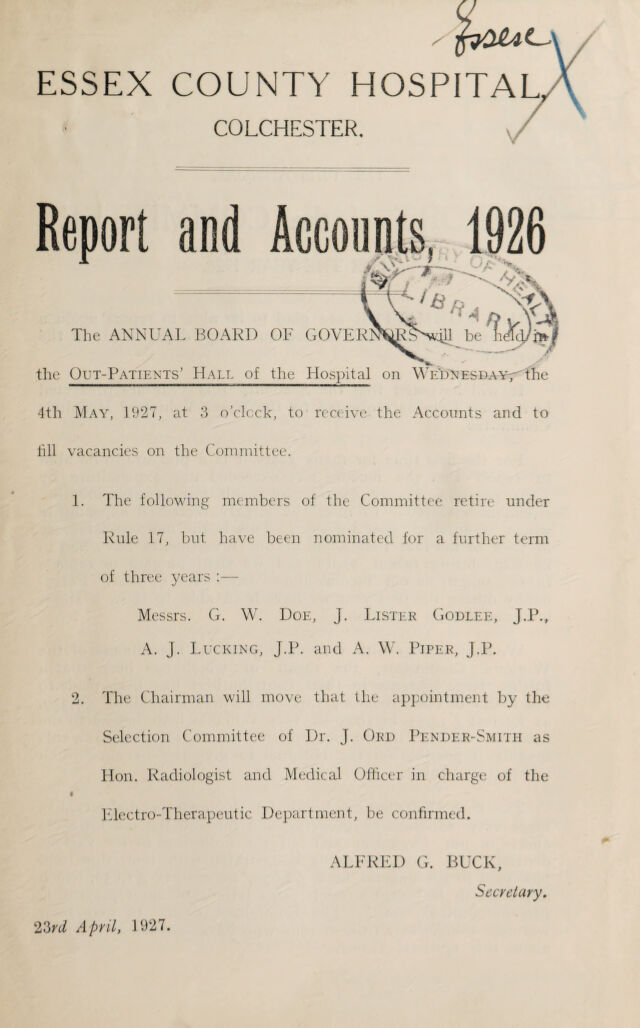 Essex
ESSEX COUNTY HOSPITAL,
COLCHESTER.
Report and Accounts, 1926
MINISTRY OF HEALTH
LIBRARY
The ANNUAL BOARD OF GOVERNORS will be held in
the OUT-PATIENTS' HALL of the Hospital on WEDNESDAY, the
4th MAY, 1927, at 3 o'clock, to receive the Accounts and to
fill vacancies on the Committee.
1. The following members of the Committee retire under
Rule 17, but have been nominated for a further term
of three years :—
Messrs. G. W. DOE, J. LISTER GODLEE, J.P.,
A. J. LUCKING, J.P. and A. W. PIPER, J.P.
2. The Chairman will move that the appointment by the
Selection Committee of Dr. J. ORD PENDER-SMITH as
Hon. Radiologist and Medical Officer in charge of the
Electro-Therapeutic Department, be confirmed.
ALFRED G. BUCK,
Secretary.
23rd April, 1927.